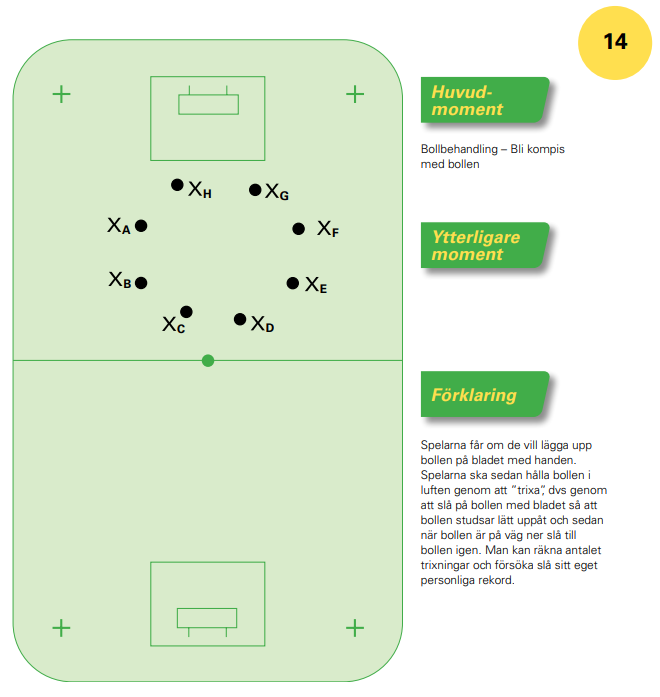 14
Huvud-
moment
Bollbehandling – Bli kompis
med bollen
Ytterligare
moment
Förklaring
Spelarna får om de vill lägga upp
bollen på bladet med handen.
Spelarna ska sedan hålla bollen i
luften genom att ”trixa”, dvs genom
att slå på bollen med bladet så att
bollen studsar lätt uppåt och sedan
när bollen är på väg ner slå till
bollen igen. Man kan räkna antalet
trixningar och försöka slå sitt eget
personliga rekord.
XH
XG
XA
XF
XB
XE
XC
XD